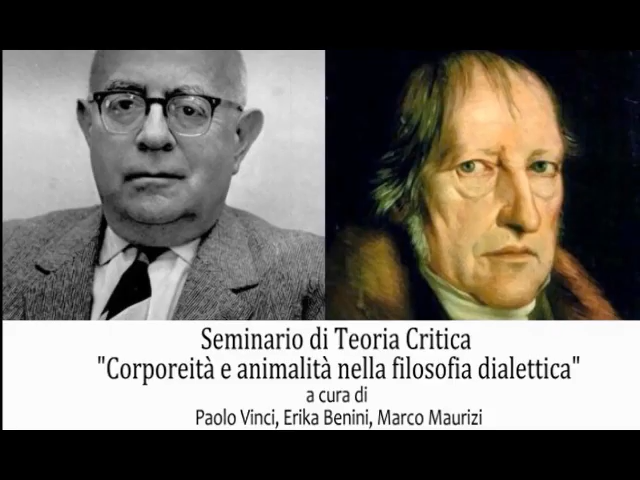 Seminario di Teoria Critica
"Corporeità e animalità nella filosofia dialettica"
a cura di
Paolo Vinci, Erika Benini, Marco Maurizi